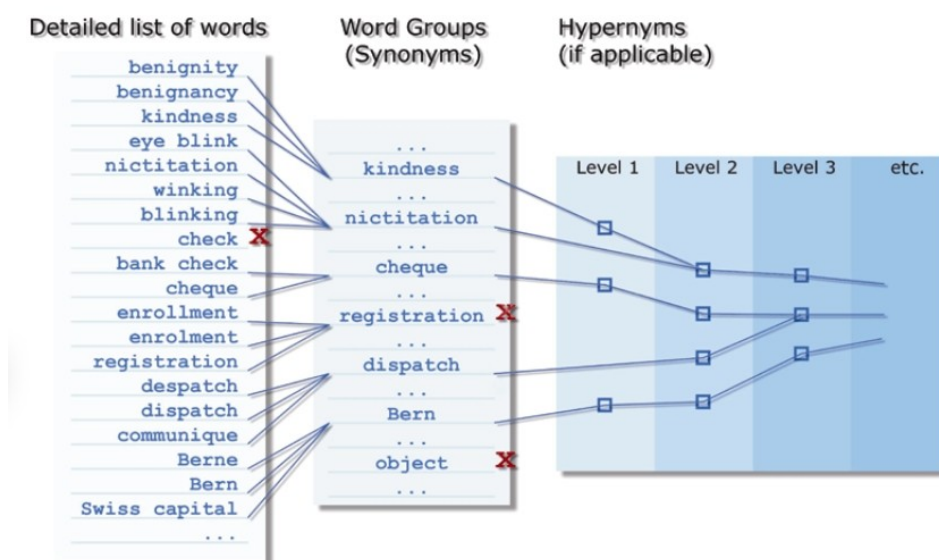 Detailed list of words
benignity
benignancy
kindness
eye blink
nictitation
winking
blinking
check X
bank check
cheque
enrollment
enrolment
registration
despatch
dispatch
communique
Berne
Bern
Swiss capital
...
Word Groups
(Synonyms)
...
kindness
...
nictitation
...
cheque
...
registration X
...
dispatch
Bern
...
object X
...
Hypernyms
(if applicable)
Level 1 Level 2 Level 3 etc.